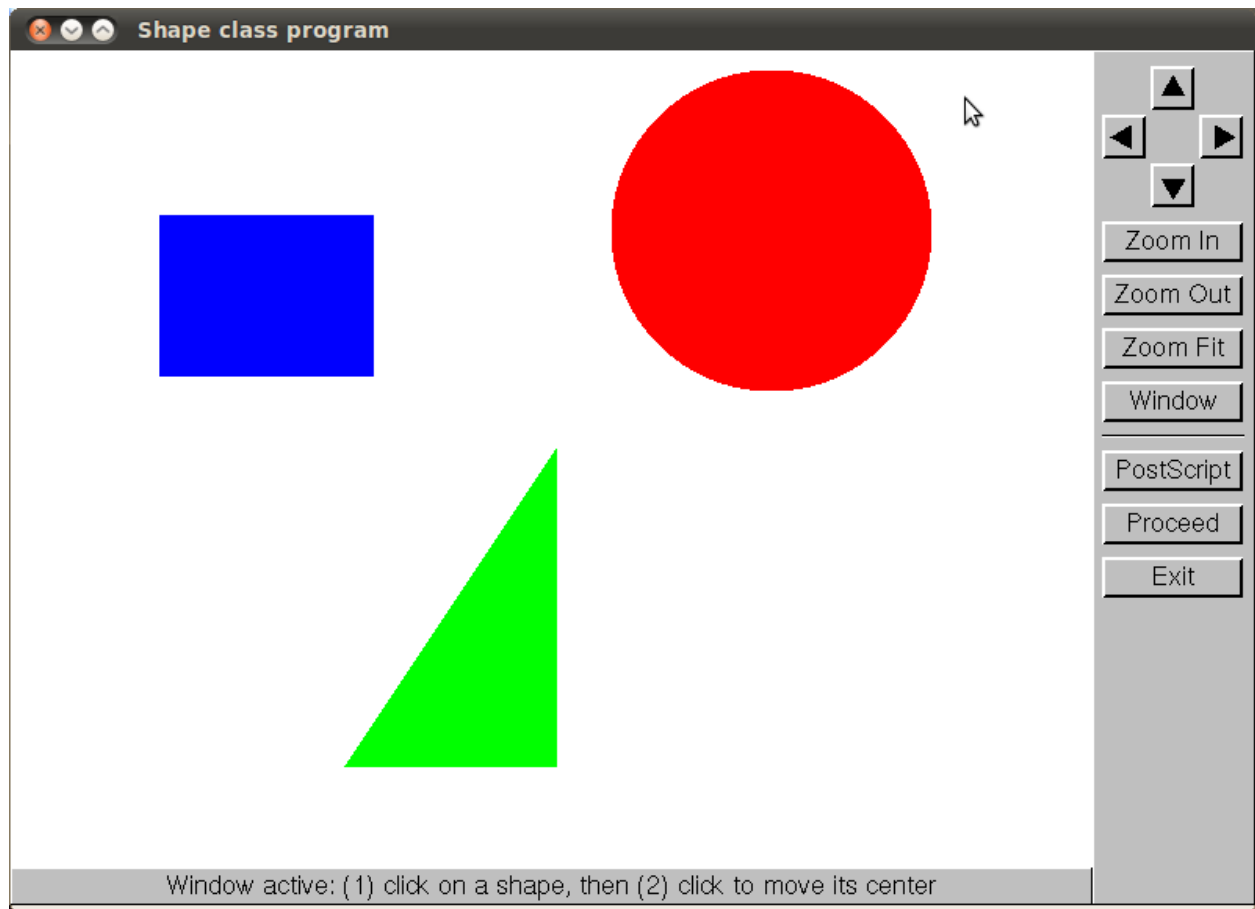 Shape class program
Zoom In
Zoom Out
Zoom Fit
Window
PostScript
Proceed
Exit
Window active: (1) click on a shape, then (2) click to move its center